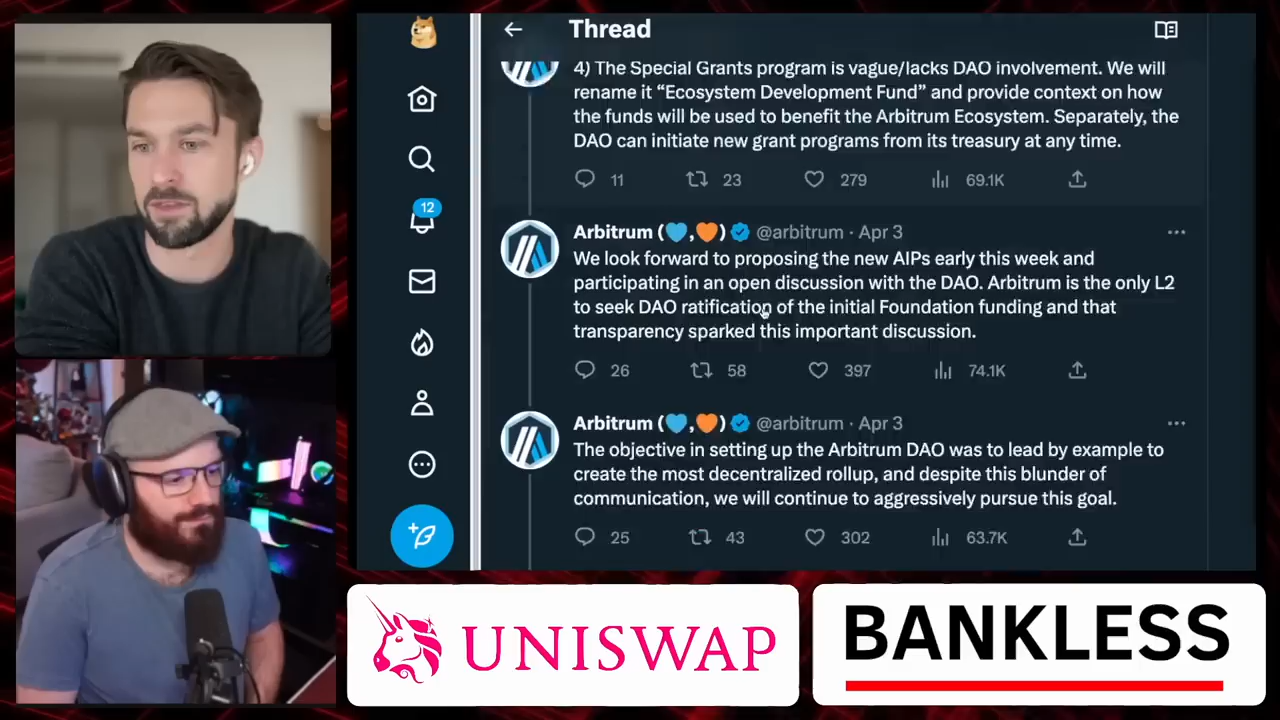 Thread
4) The Special Grants program is vague/lacks DAO involvement. We will
rename it “Ecosystem Development Fund” and provide context on how
the funds will be used to benefit the Arbitrum Ecosystem. Separately, the
DAO can initiate new grant programs from its treasury at any time.
11 23 279 69.1K
12
Arbitrum (🩵,🧡) @arbitrum · Apr 3
We look forward to proposing the new AIPs early this week and
participating in an open discussion with the DAO. Arbitrum is the only L2
to seek DAO ratification of the initial Foundation funding and that
transparency sparked this important discussion.
26 58 397 74.1K
Arbitrum (🩵,🧡) @arbitrum · Apr 3
The objective in setting up the Arbitrum DAO was to lead by example to
create the most decentralized rollup, and despite this blunder of
communication, we will continue to aggressively pursue this goal.
25 43 302 63.7K
UNISWAP
BANKLESS